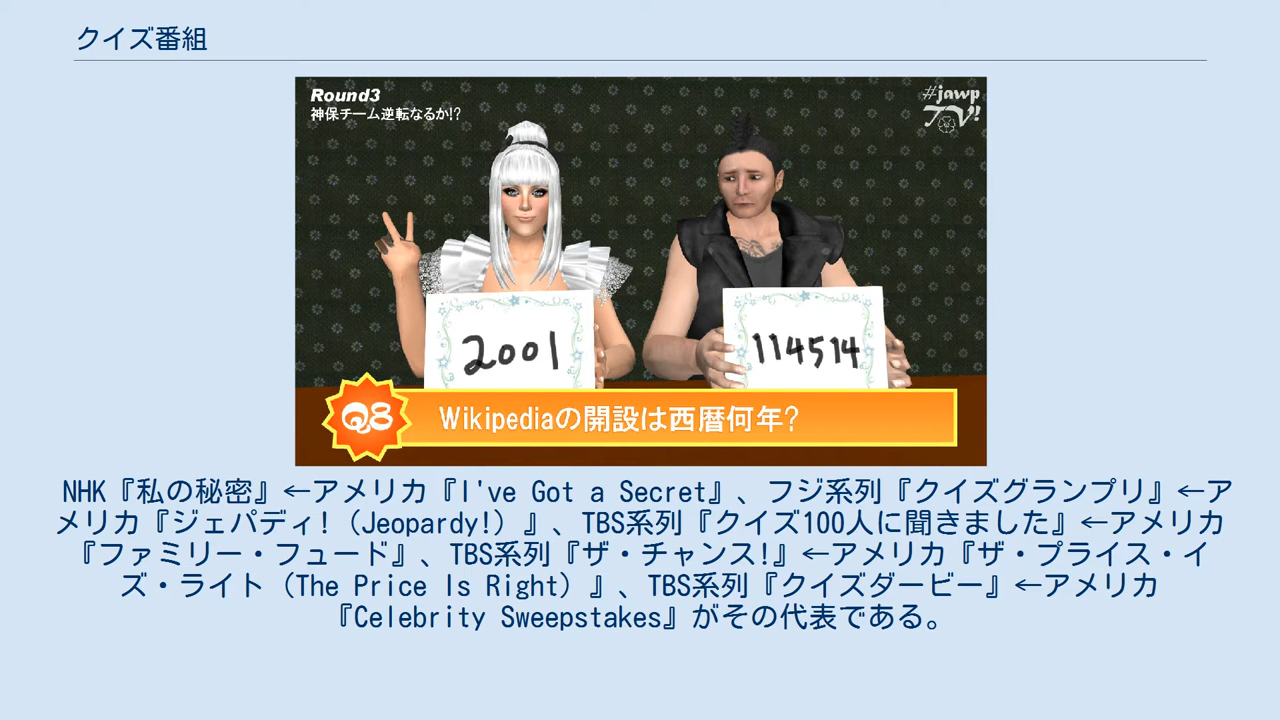 クイズ番組
Round3
神保チーム逆転なるか!?
#jawp
TV!
2001
114514
Q8
Wikipediaの開設は西暦何年?
NHK『私の秘密』←アメリカ『I've Got a Secret』、フジ系列『クイズグランプリ』←ア
メリカ『ジェパディ!（Jeopardy!）』、TBS系列『クイズ100人に聞きました』←アメリカ
『ファミリー・フュード』、TBS系列『ザ・チャンス!』←アメリカ『ザ・プライス・イ
ズ・ライト（The Price Is Right）』、TBS系列『クイズダービー』←アメリカ
『Celebrity Sweepstakes』がその代表である。